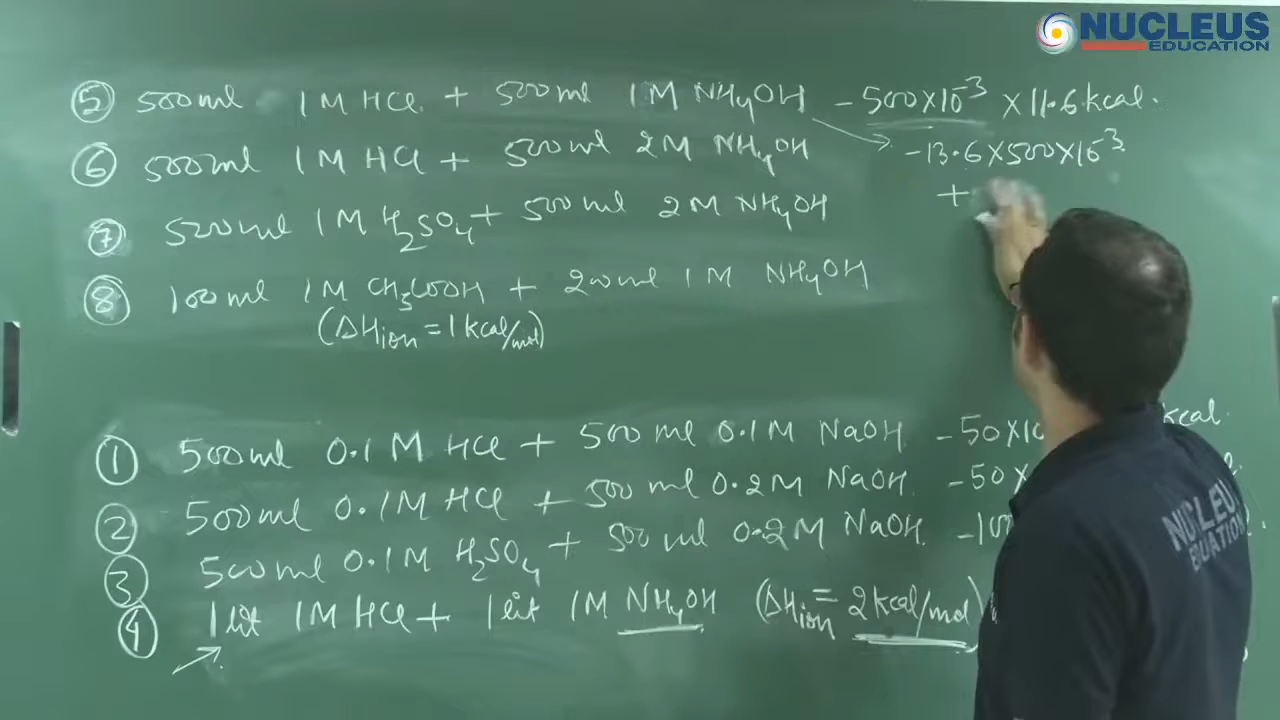 NUCLEUS
EDUCATION
⑤ 500ml 1M HCl + 500ml 1M NH4OH - 500×10⁻³ × 11.6 kcal.
- 13.6×500×10⁻³
+
⑥ 500ml 1M HCl + 500ml 2M NH4OH
⑦ 500ml 1M H2SO4 + 500ml 2M NH4OH
⑧ 100ml 1M CH3COOH + 200ml 1M NH4OH
(ΔHion = 1kcal/mol)
① 500ml 0.1M HCl + 500ml 0.1M NaOH - 50×10 kcal.
② 500ml 0.1M HCl + 500ml 0.2M NaOH. - 50×
③ 500ml 0.1M H2SO4 + 500ml 0.2M NaOH. - 100
④ 1lit 1M HCl + 1lit 1M NH4OH (ΔHion = 2kcal/mol)
NUCLEU
EDUCATION